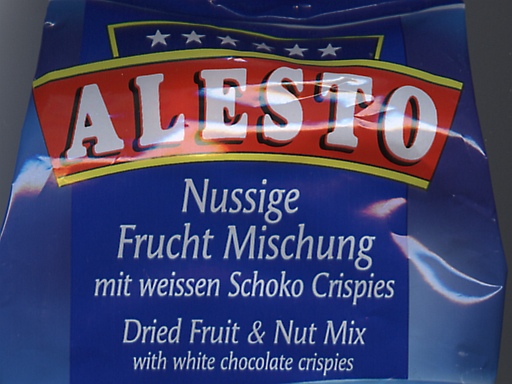 ALESTO
Nussige
Frucht Mischung
mit weissen Schoko Crispies
Dried Fruit & Nut Mix
with white chocolate crispies